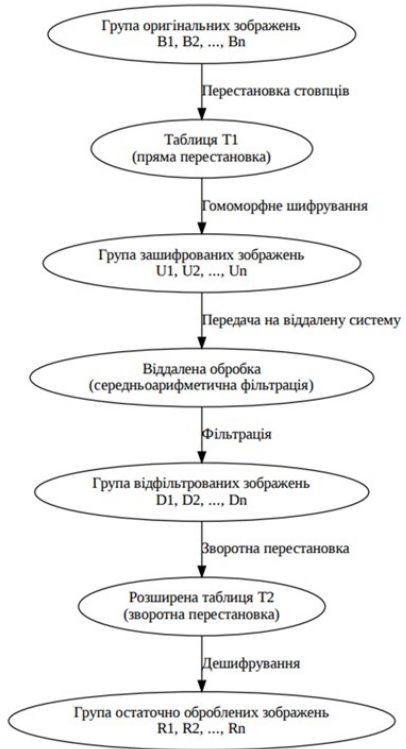 Група оригінальних зображень
B1, B2, ..., Bn
Перестановка стовпців
Таблиця T1
(пряма перестановка)
Гомоморфне шифрування
Група зашифрованих зображень
U1, U2, ..., Un
Передача на віддалену систему
Віддалена обробка
(середньоарифметична фільтрація)
Фільтрація
Група відфільтрованих зображень
D1, D2, ..., Dn
Зворотна перестановка
Розширена таблиця T2
(зворотна перестановка)
Дешифрування
Група остаточно оброблених зображень
R1, R2, ..., Rn